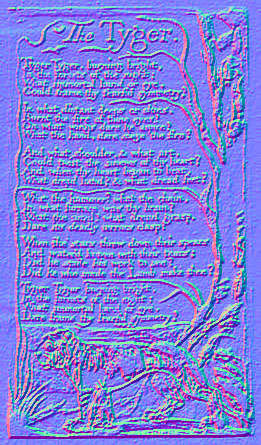 The Tyger.
Tyger Tyger, burning bright,
In the forests of the night;
What immortal hand or eye,
Could frame thy fearful symmetry?
In what distant deeps or skies.
Burnt the fire of thine eyes?
On what wings dare he aspire?
What the hand, dare sieze the fire?
And what shoulder, & what art,
Could twist the sinews of thy heart?
And when thy heart began to beat,
What dread hand? & what dread feet?
What the hammer? what the chain,
In what furnace was thy brain?
What the anvil? what dread grasp,
Dare its deadly terrors clasp?
When the stars threw down their spears
And water'd heaven with their tears:
Did he smile his work to see?
Did he who made the Lamb make thee?
Tyger Tyger burning bright,
In the forests of the night:
What immortal hand or eye,
Dare frame thy fearful symmetry?